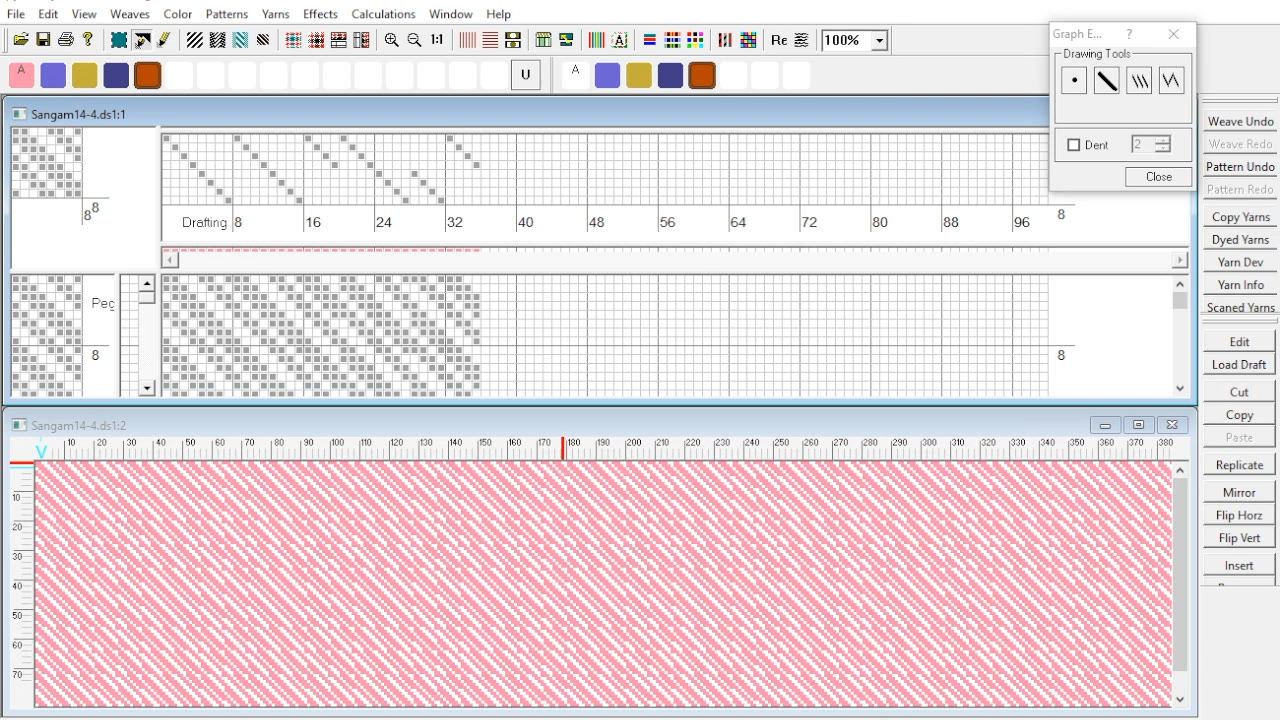 File Edit View Weaves Color Patterns Yarns Effects Calculations Window Help
Graph E... ?
Drawing Tools
1:1 Re 100%
A U A
Dent 2
Close
Sangam14-4.ds1:1
8 8
Drafting 8 16 24 32 40 48 56 64 72 80 88 96 8
Peg
8 8
Weave Undo
Weave Redo
Pattern Undo
Pattern Redo
Copy Yarns
Dyed Yarns
Yarn Dev
Yarn Info
Scaned Yarns
Edit
Load Draft
Cut
Copy
Paste
Replicate
Mirror
Flip Horz
Flip Vert
Insert
Sangam14-4.ds1:2
10 20 30 40 50 60 70 80 90 100 110 120 130 140 150 160 170 180 190 200 210 220 230 240 250 260 270 280 290 300 310 320 330 340 350 360 370 380
10
20
30
40
50
60
70